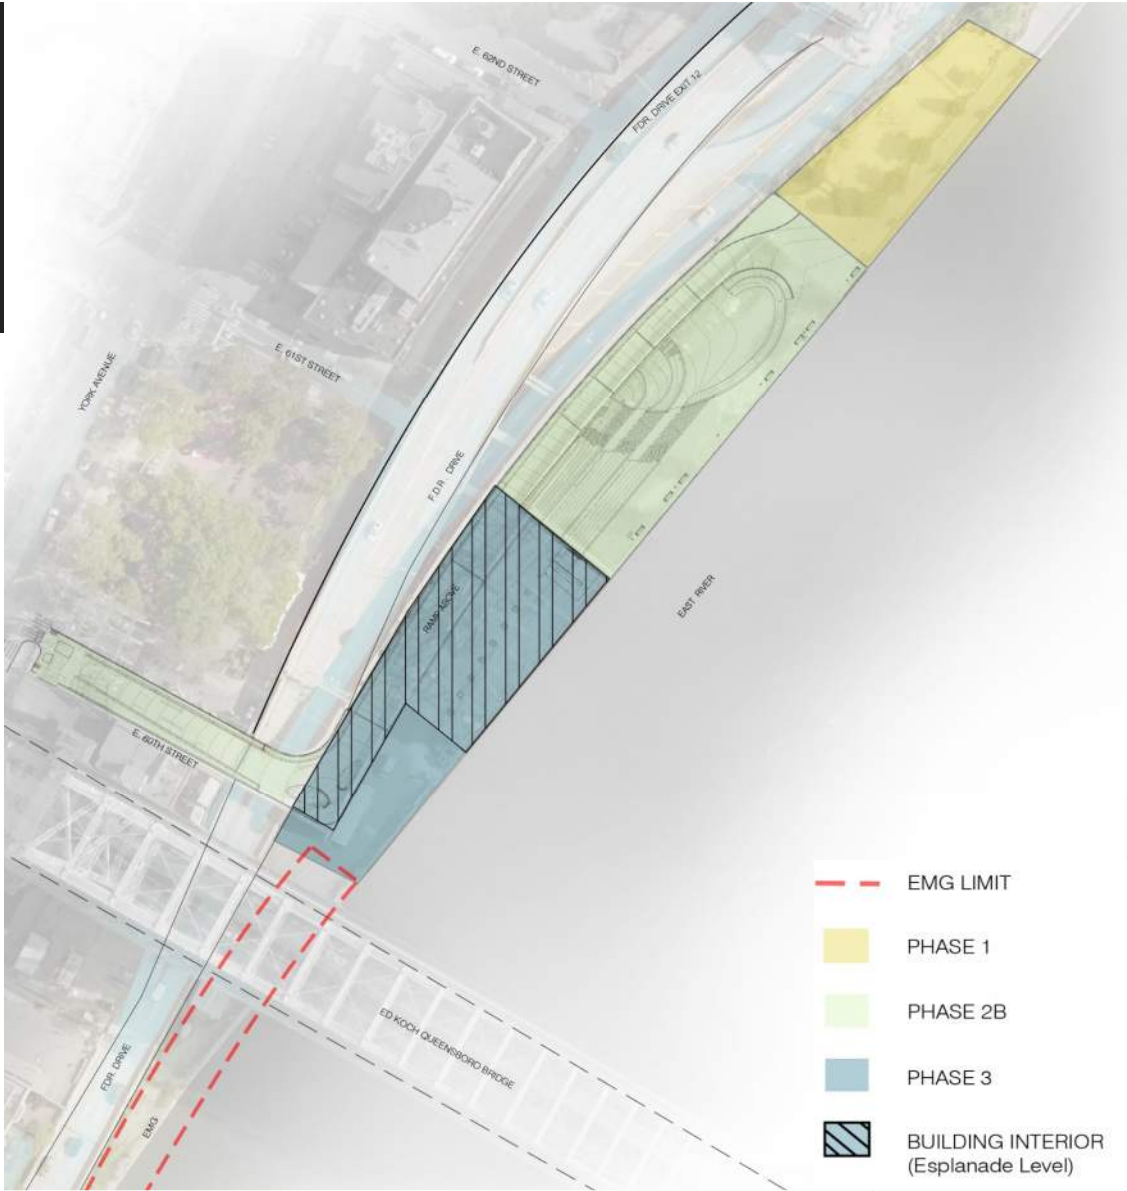 E. 62ND STREET
FDR. DRIVE EXIT 12
E. 61ST STREET
YORK AVENUE
F.D.R. DRIVE
RAMP ABOVE
EAST RIVER
E. 60TH STREET
ED KOCH QUEENSBORO BRIDGE
FDR. DRIVE
EMG
EMG LIMIT
PHASE 1
PHASE 2B
PHASE 3
BUILDING INTERIOR
(Esplanade Level)